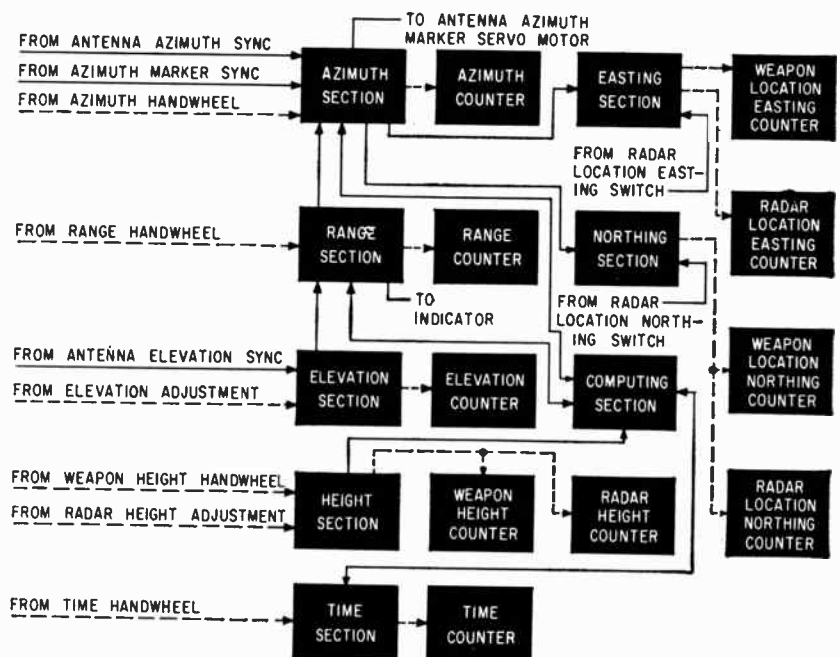 TO ANTENNA AZIMUTH
MARKER SERVO MOTOR
FROM ANTENNA AZIMUTH SYNC
FROM AZIMUTH MARKER SYNC
FROM AZIMUTH HANDWHEEL
AZIMUTH
SECTION
AZIMUTH
COUNTER
EASTING
SECTION
WEAPON
LOCATION
EASTING
COUNTER
FROM RADAR
LOCATION EAST-
ING SWITCH
FROM RANGE HANDWHEEL
RANGE
SECTION
RANGE
COUNTER
NORTHING
SECTION
RADAR
LOCATION
EASTING
COUNTER
TO
INDICATOR
FROM RADAR
LOCATION NORTH-
ING SWITCH
FROM ANTENNA ELEVATION SYNC
FROM ELEVATION ADJUSTMENT
ELEVATION
SECTION
ELEVATION
COUNTER
COMPUTING
SECTION
WEAPON
LOCATION
NORTHING
COUNTER
FROM WEAPON HEIGHT HANDWHEEL
FROM RADAR HEIGHT ADJUSTMENT
HEIGHT
SECTION
WEAPON
HEIGHT
COUNTER
RADAR
HEIGHT
COUNTER
RADAR
LOCATION
NORTHING
COUNTER
FROM TIME HANDWHEEL
TIME
SECTION
TIME
COUNTER